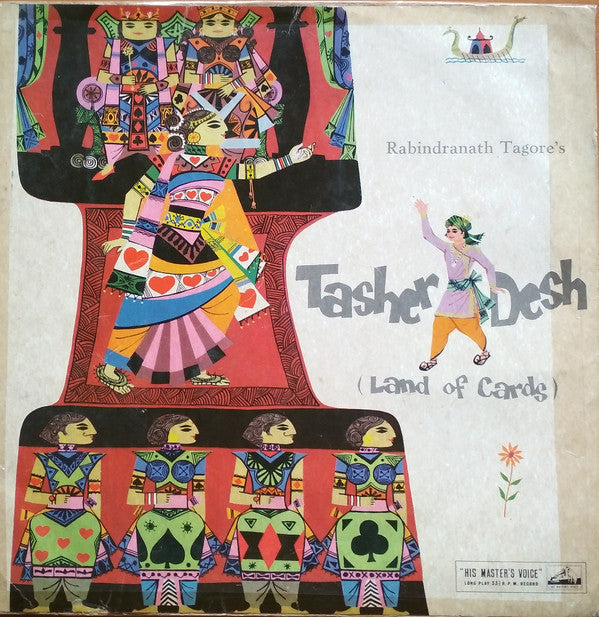 Rabindranath Tagore's
Tasher Desh
(Land of Cards)
"HIS MASTER'S VOICE"
LONG PLAY 33⅓ R.P.M. RECORD